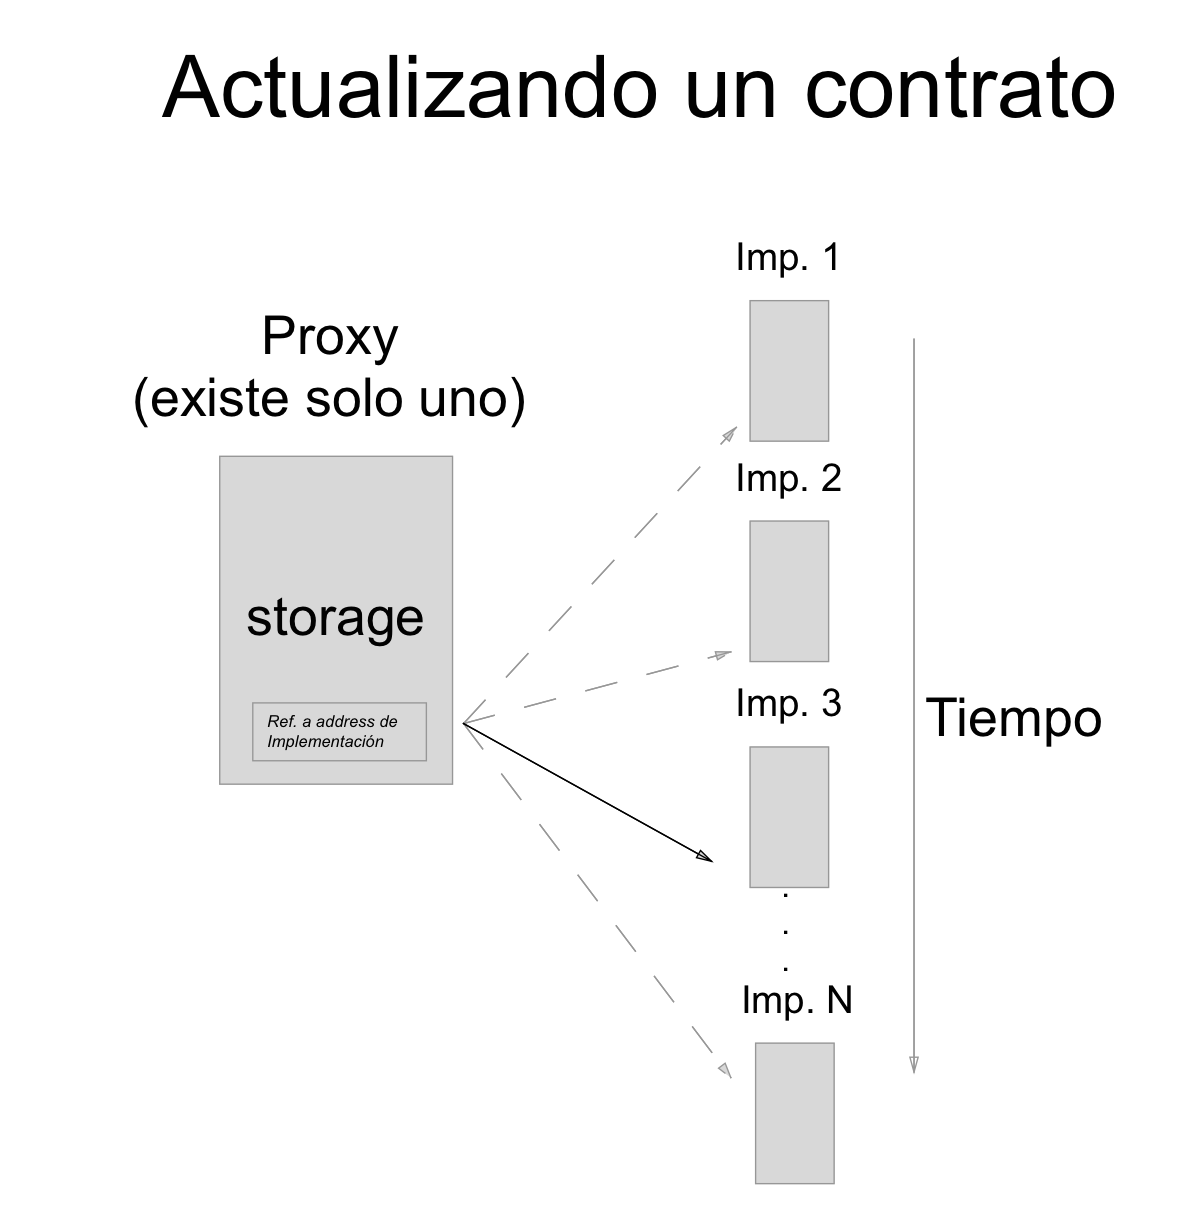 Actualizando un contrato
Proxy
(existe solo uno)
storage
Ref. a address de
Implementación
Imp. 1
Imp. 2
Imp. 3
.
.
.
Imp. N
Tiempo